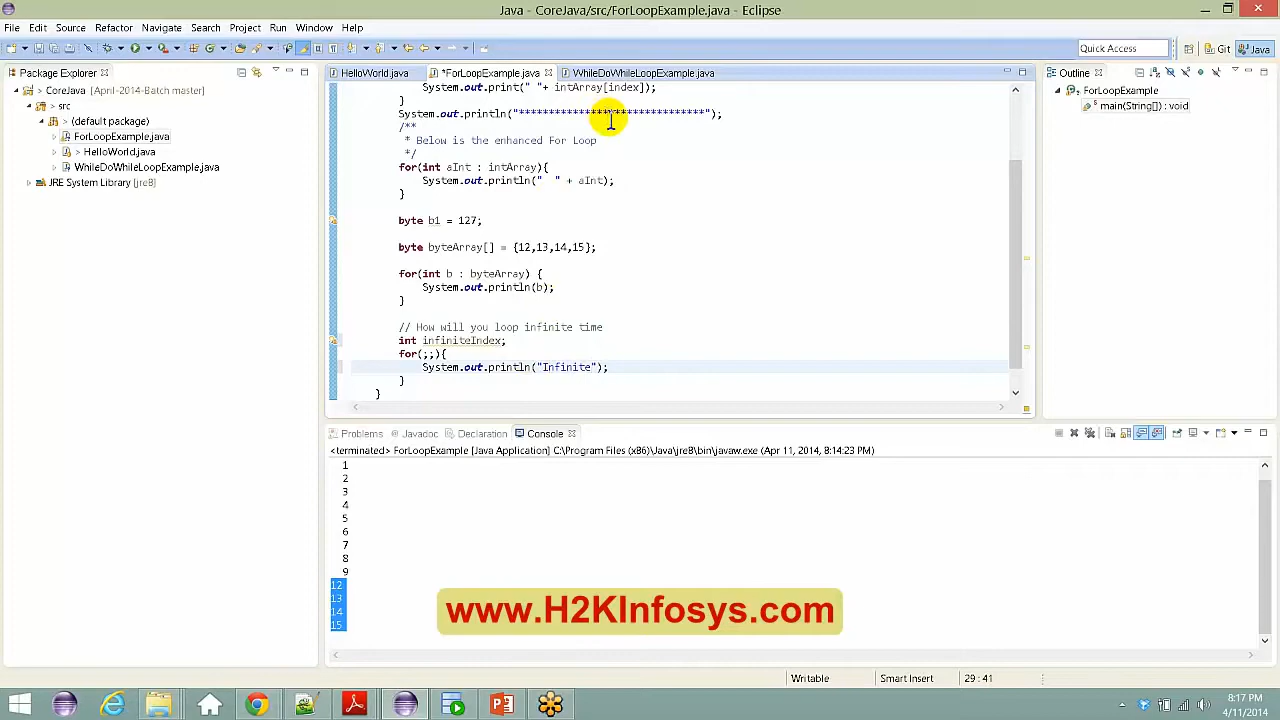 Java - CoreJava/src/ForLoopExample.java - Eclipse
File Edit Source Refactor Navigate Search Project Run Window Help
Quick Access
Git
Java
Package Explorer
CoreJava [April-2014-Batch master]
> src
> (default package)
ForLoopExample.java
> HelloWorld.java
WhileDoWhileLoopExample.java
JRE System Library [jre8]
HelloWorld.java
*ForLoopExample.java
WhileDoWhileLoopExample.java
System.out.print(" "+ intArray[index]);
}
/**
* Below is the enhanced For Loop
*/
for(int aInt : intArray){
System.out.println("  " + aInt);
}
byte b1 = 127;
byte byteArray[] = {12,13,14,15};
for(int b : byteArray) {
System.out.println(b);
}
// How will you loop infinite time
int infiniteIndex;
for(;;){
System.out.println("Infinite");
}
}
Outline
ForLoopExample
main(String[]) : void
Problems @ Javadoc Declaration Console
<terminated> ForLoopExample [Java Application] C:\Program Files (x86)\Java\jre8\bin\javaw.exe (Apr 11, 2014, 8:14:23 PM)
1
2
3
4
5
6
7
8
9
12
13
14
15
www.H2KInfosys.com
Writable
Smart Insert
29 : 41
8:17 PM
4/11/2014